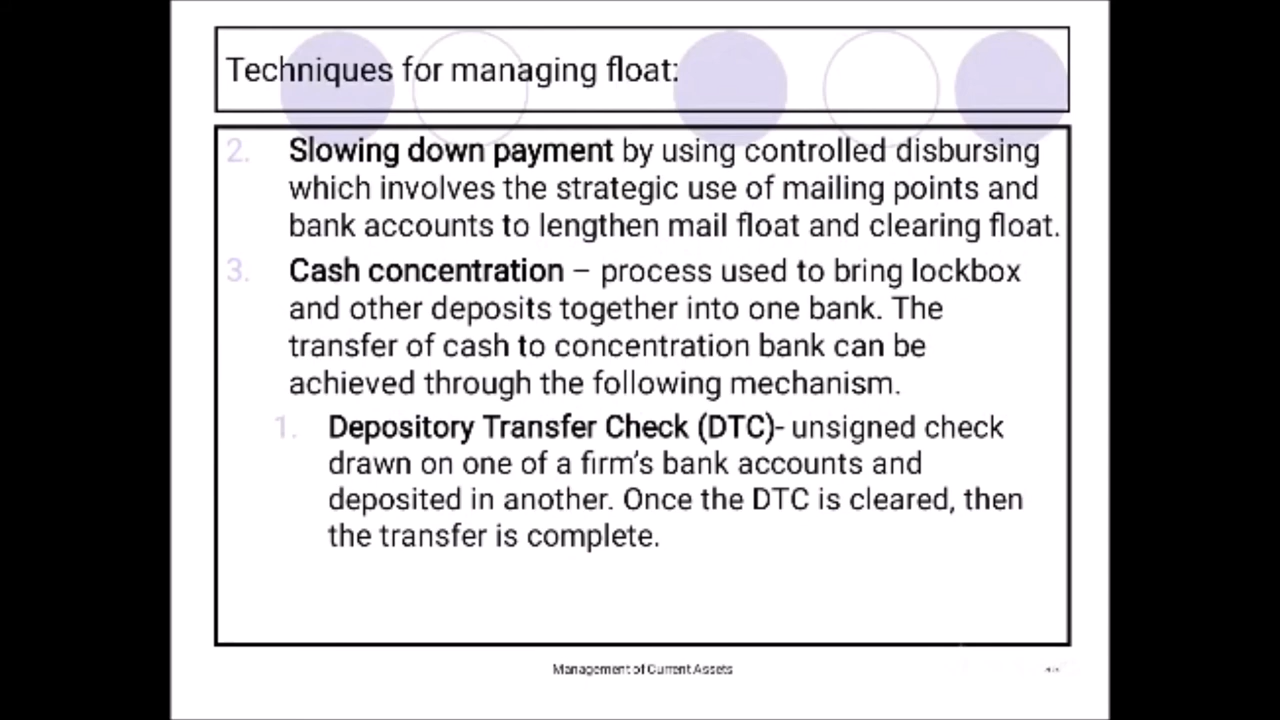 Techniques for managing float:
2. Slowing down payment by using controlled disbursing
which involves the strategic use of mailing points and
bank accounts to lengthen mail float and clearing float.
3. Cash concentration – process used to bring lockbox
and other deposits together into one bank. The
transfer of cash to concentration bank can be
achieved through the following mechanism.
1. Depository Transfer Check (DTC)- unsigned check
drawn on one of a firm's bank accounts and
deposited in another. Once the DTC is cleared, then
the transfer is complete.
Management of Current Assets